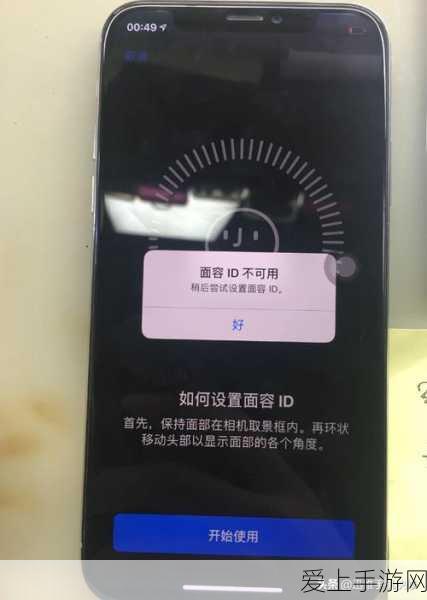 00:49
面容 ID 不可用
稍后尝试设置面容 ID。
好
如何设置面容 ID
首先，保持面部在相机取景框内。再环状
移动头部以显示面部的各个角度。
开始使用
爱上手游网